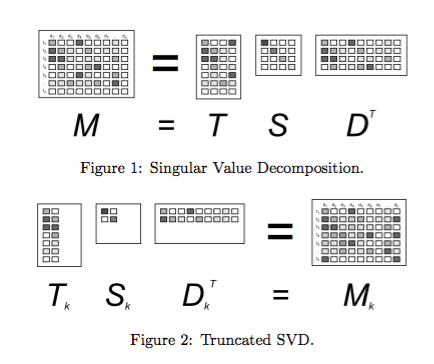 M = T S D^T
Figure 1: Singular Value Decomposition.
T_k S_k D_k^T = M_k
Figure 2: Truncated SVD.